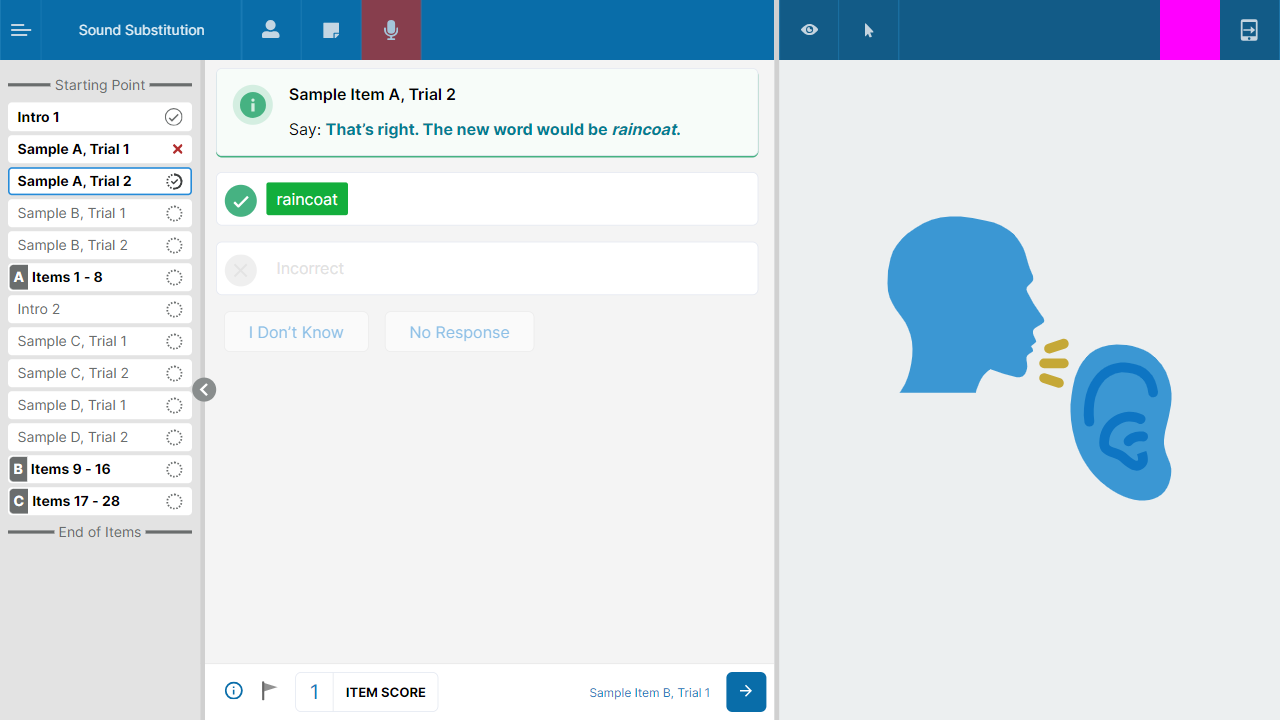 Sound Substitution
Starting Point
Intro 1
Sample A, Trial 1
Sample A, Trial 2
Sample B, Trial 1
Sample B, Trial 2
A Items 1 - 8
Intro 2
Sample C, Trial 1
Sample C, Trial 2
Sample D, Trial 1
Sample D, Trial 2
B Items 9 - 16
C Items 17 - 28
End of Items
Sample Item A, Trial 2
Say: That’s right. The new word would be raincoat.
raincoat
Incorrect
I Don’t Know
No Response
1 ITEM SCORE
Sample Item B, Trial 1